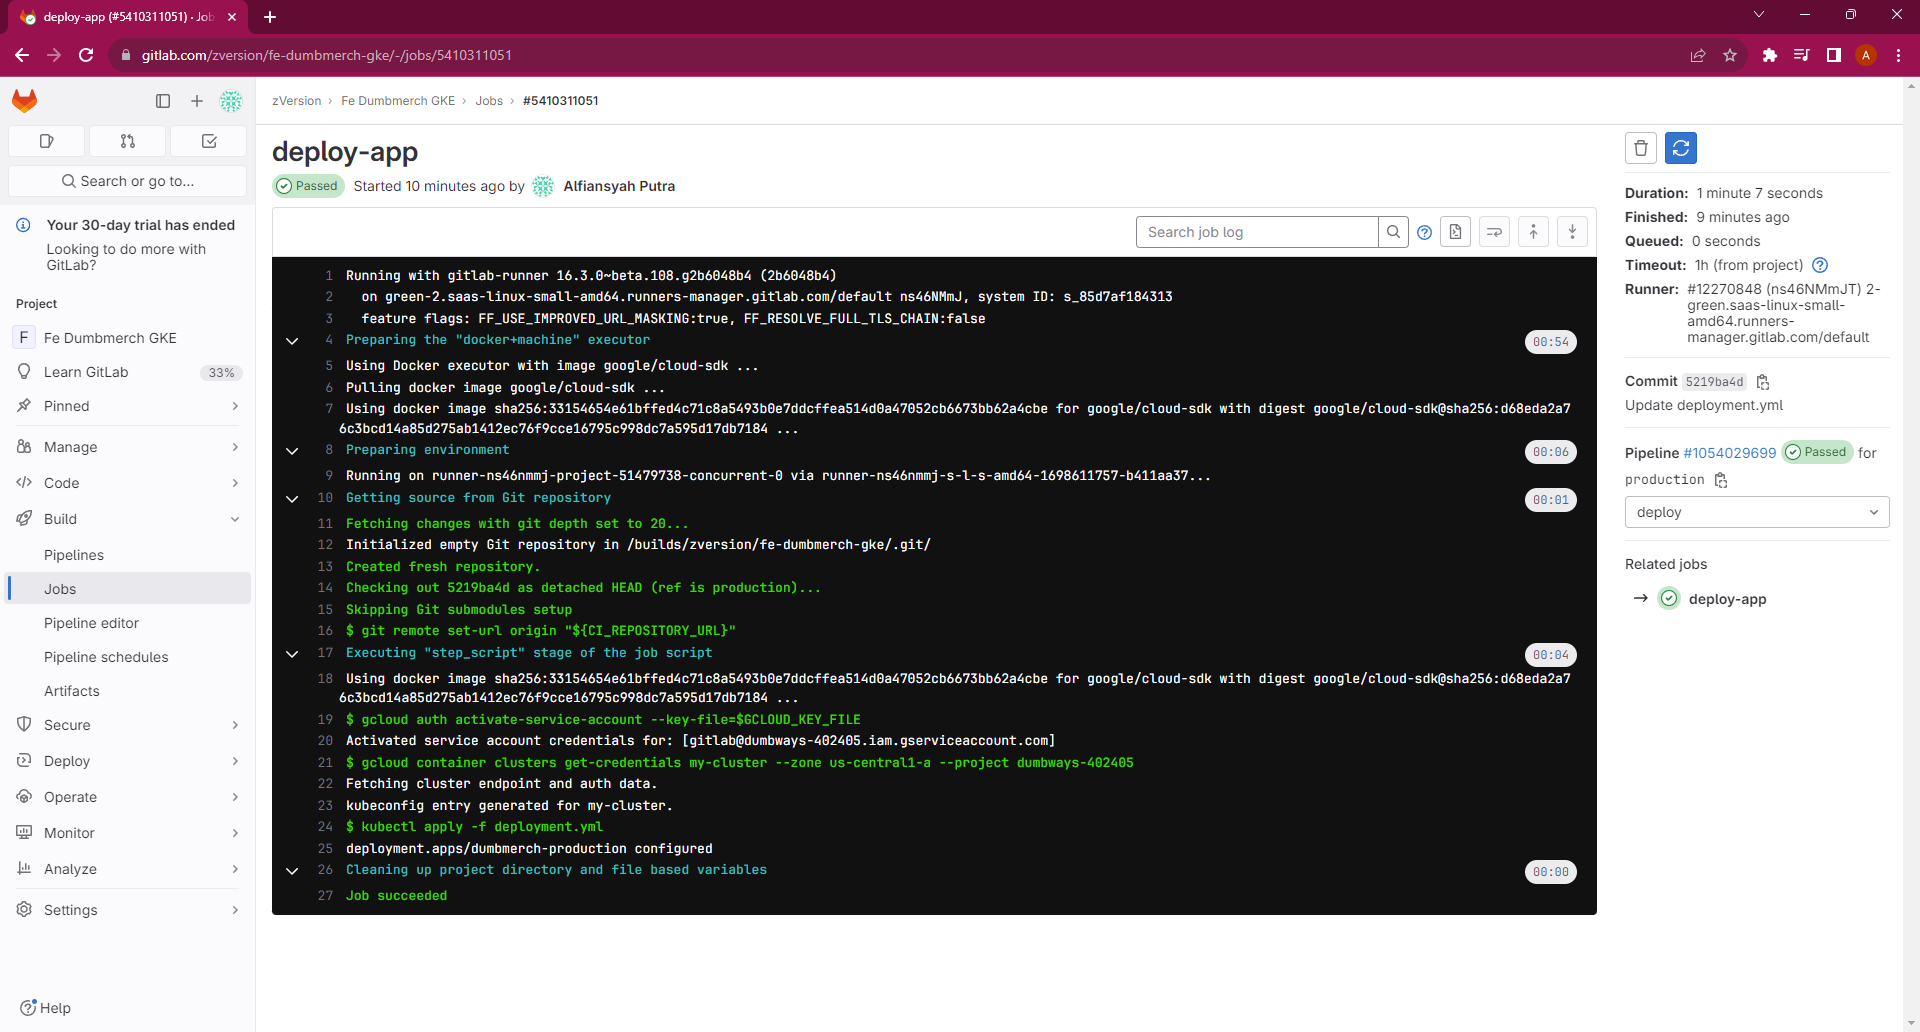 deploy-app (#5410311051) · Job
gitlab.com/zversion/fe-dumbmerch-gke/-/jobs/5410311051
A
Search or go to...
Your 30-day trial has ended
Looking to do more with
GitLab?
Project
F Fe Dumbmerch GKE
Learn GitLab 33%
Pinned
Manage
Code
Build
Pipelines
Jobs
Pipeline editor
Pipeline schedules
Artifacts
Secure
Deploy
Operate
Monitor
Analyze
Settings
Help
zVersion › Fe Dumbmerch GKE › Jobs › #5410311051
deploy-app
Passed Started 10 minutes ago by Alfiansyah Putra
Search job log
1 Running with gitlab-runner 16.3.0~beta.108.g2b6048b4 (2b6048b4)
2 on green-2.saas-linux-small-amd64.runners-manager.gitlab.com/default ns46NMmJ, system ID: s_85d7af184313
3 feature flags: FF_USE_IMPROVED_URL_MASKING:true, FF_RESOLVE_FULL_TLS_CHAIN:false
4 Preparing the "docker+machine" executor 00:54
5 Using Docker executor with image google/cloud-sdk ...
6 Pulling docker image google/cloud-sdk ...
7 Using docker image sha256:33154654e61bffed4c71c8a5493b0e7ddcffea514d0a47052cb6673bb62a4cbe for google/cloud-sdk with digest google/cloud-sdk@sha256:d68eda2a7
6c3bcd14a85d275ab1412ec76f9cce16795c998dc7a595d17db7184 ...
8 Preparing environment 00:06
9 Running on runner-ns46nmmj-project-51479738-concurrent-0 via runner-ns46nmmj-s-l-s-amd64-1698611757-b411aa37...
10 Getting source from Git repository 00:01
11 Fetching changes with git depth set to 20...
12 Initialized empty Git repository in /builds/zversion/fe-dumbmerch-gke/.git/
13 Created fresh repository.
14 Checking out 5219ba4d as detached HEAD (ref is production)...
15 Skipping Git submodules setup
16 $ git remote set-url origin "${CI_REPOSITORY_URL}"
17 Executing "step_script" stage of the job script 00:04
18 Using docker image sha256:33154654e61bffed4c71c8a5493b0e7ddcffea514d0a47052cb6673bb62a4cbe for google/cloud-sdk with digest google/cloud-sdk@sha256:d68eda2a7
6c3bcd14a85d275ab1412ec76f9cce16795c998dc7a595d17db7184 ...
19 $ gcloud auth activate-service-account --key-file=$GCLOUD_KEY_FILE
20 Activated service account credentials for: [gitlab@dumbways-402405.iam.gserviceaccount.com]
21 $ gcloud container clusters get-credentials my-cluster --zone us-central1-a --project dumbways-402405
22 Fetching cluster endpoint and auth data.
23 kubeconfig entry generated for my-cluster.
24 $ kubectl apply -f deployment.yml
25 deployment.apps/dumbmerch-production configured
26 Cleaning up project directory and file based variables 00:00
27 Job succeeded
Duration: 1 minute 7 seconds
Finished: 9 minutes ago
Queued: 0 seconds
Timeout: 1h (from project)
Runner: #12270848 (ns46NMmJT) 2-
green.saas-linux-small-
amd64.runners-
manager.gitlab.com/default
Commit 5219ba4d
Update deployment.yml
Pipeline #1054029699 Passed for
production
deploy
Related jobs
→ deploy-app